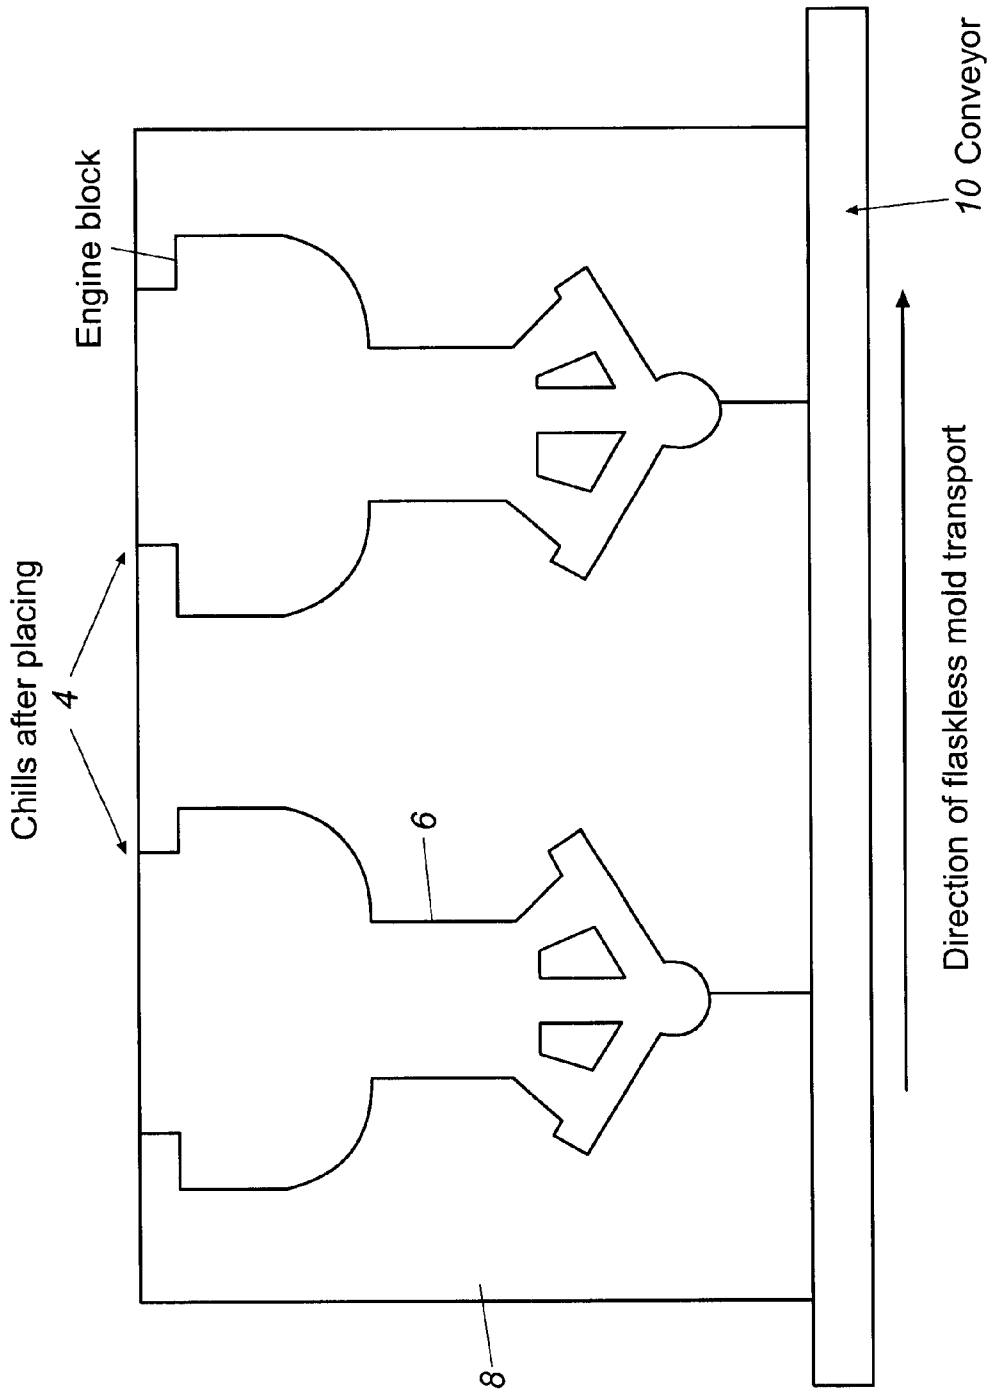 Chills after placing
4
Engine block
6
8
10 Conveyor
Direction of flaskless mold transport